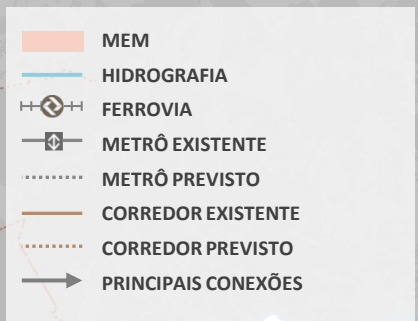 MEM
HIDROGRAFIA
FERROVIA
METRÔ EXISTENTE
METRÔ PREVISTO
CORREDOR EXISTENTE
CORREDOR PREVISTO
PRINCIPAIS CONEXÕES